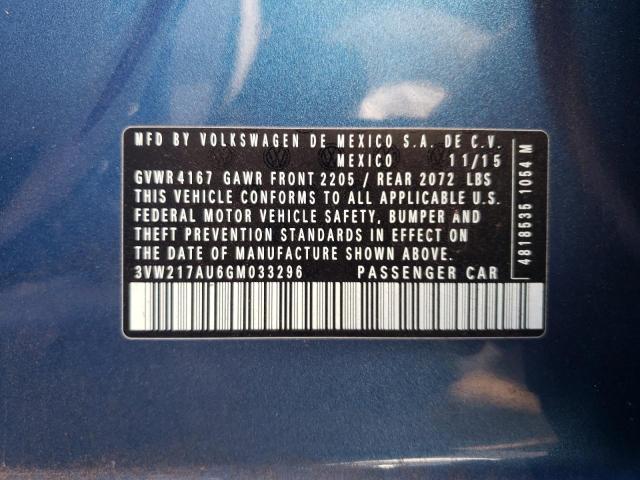 MFD BY VOLKSWAGEN DE MEXICO S.A. DE C.V.
MEXICO 11/15
GVWR 4167 GAWR FRONT 2205 / REAR 2072 LBS
THIS VEHICLE CONFORMS TO ALL APPLICABLE U.S.
FEDERAL MOTOR VEHICLE SAFETY, BUMPER AND
THEFT PREVENTION STANDARDS IN EFFECT ON
THE DATE OF MANUFACTURE SHOWN ABOVE.
3VW217AU6GM033296 PASSENGER CAR
4818535 1054 M